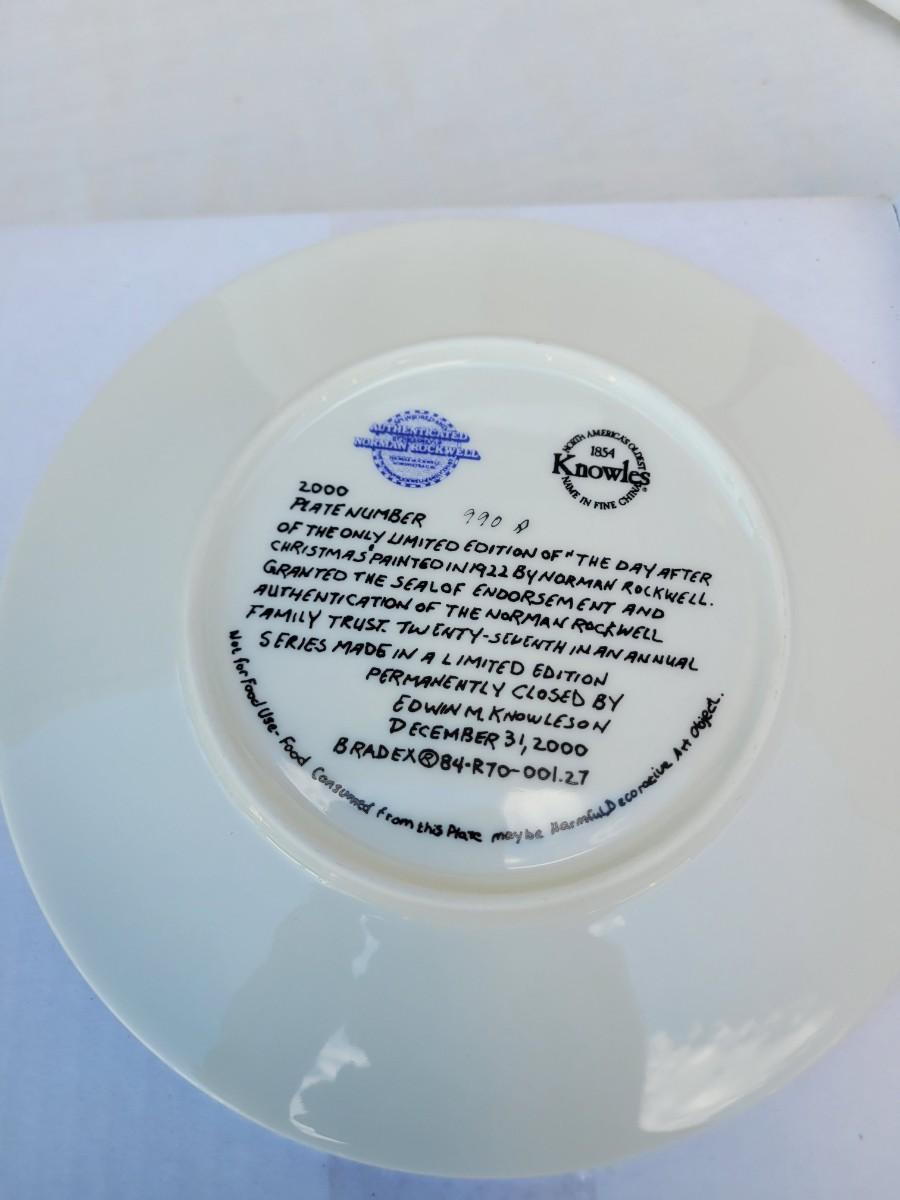 AUTHENTICATED
NORMAN ROCKWELL
NORTH AMERICA'S OLDEST
1854
Knowles
NAME IN FINE CHINA
2000
PLATE NUMBER 990 A
OF THE ONLY LIMITED EDITION OF "THE DAY AFTER
CHRISTMAS" PAINTED IN 1922 BY NORMAN ROCKWELL.
GRANTED THE SEAL OF ENDORSEMENT AND
AUTHENTICATION OF THE NORMAN ROCKWELL
FAMILY TRUST. TWENTY-SEVENTH IN AN ANNUAL
SERIES MADE IN A LIMITED EDITION
PERMANENTLY CLOSED BY
EDWIN M. KNOWLES ON
DECEMBER 31, 2000
BRADEX® 84-R70-001.27
Not for Food Use - Food Consumed from this Plate may be Harmful. Decorative Art Object.